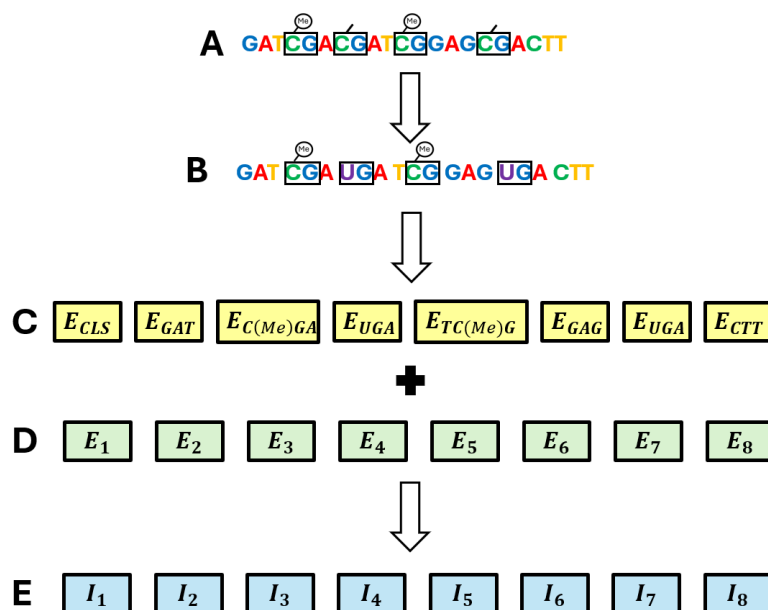 Me Me
A GATCGACGATCGGAGCGACTT
Me Me
B GAT CGA UGA TCG GAG UGA CTT
C E_CLS E_GAT E_C(Me)GA E_UGA E_TC(Me)G E_GAG E_UGA E_CTT
+
D E_1 E_2 E_3 E_4 E_5 E_6 E_7 E_8
E I_1 I_2 I_3 I_4 I_5 I_6 I_7 I_8